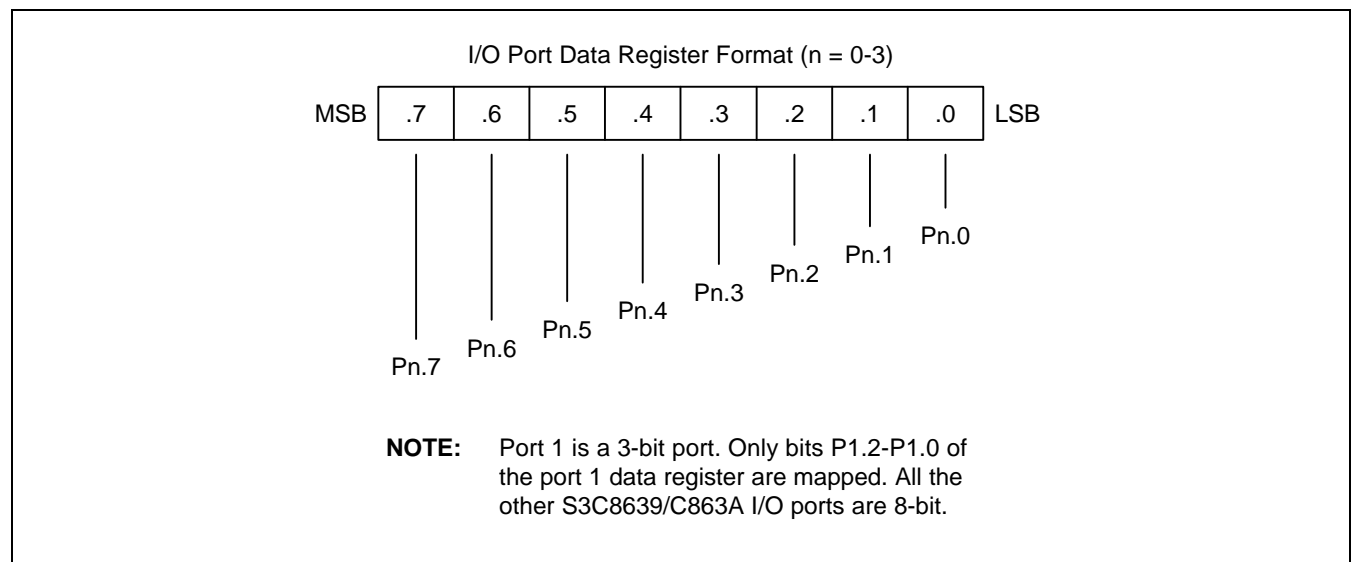 I/O Port Data Register Format (n = 0-3)
MSB .7 .6 .5 .4 .3 .2 .1 .0 LSB
Pn.0
Pn.1
Pn.2
Pn.3
Pn.4
Pn.5
Pn.6
Pn.7
NOTE: Port 1 is a 3-bit port. Only bits P1.2-P1.0 of
the port 1 data register are mapped. All the
other S3C8639/C863A I/O ports are 8-bit.